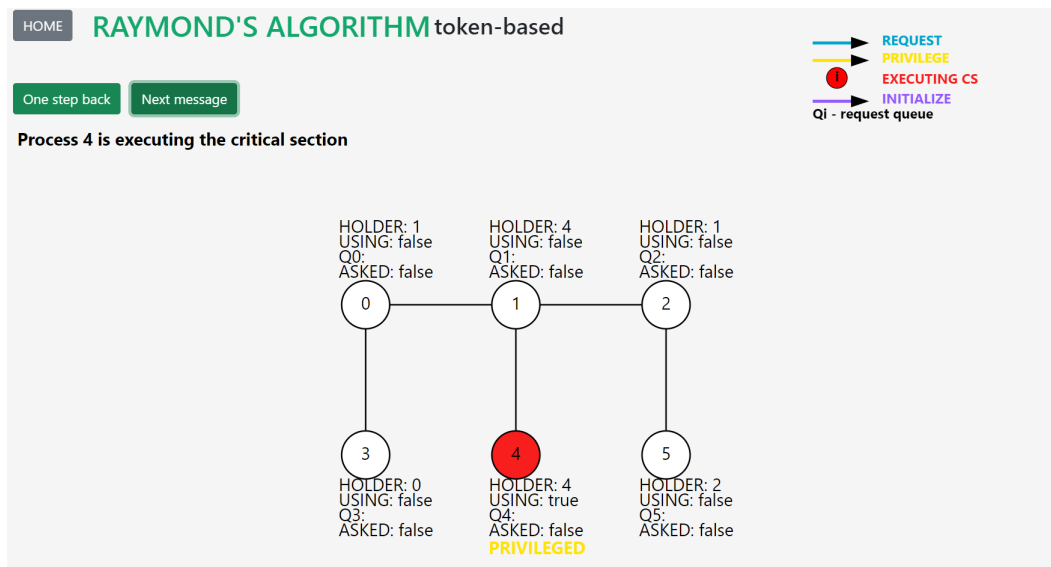 HOME RAYMOND'S ALGORITHM token-based
REQUEST
PRIVILEGE
i EXECUTING CS
INITIALIZE
Qi - request queue
One step back Next message
Process 4 is executing the critical section
HOLDER: 1 HOLDER: 4 HOLDER: 1
USING: false USING: false USING: false
Q0: Q1: Q2:
ASKED: false ASKED: false ASKED: false
0 1 2
3 4 5
HOLDER: 0 HOLDER: 4 HOLDER: 2
USING: false USING: true USING: false
Q3: Q4: Q5:
ASKED: false ASKED: false ASKED: false
PRIVILEGED